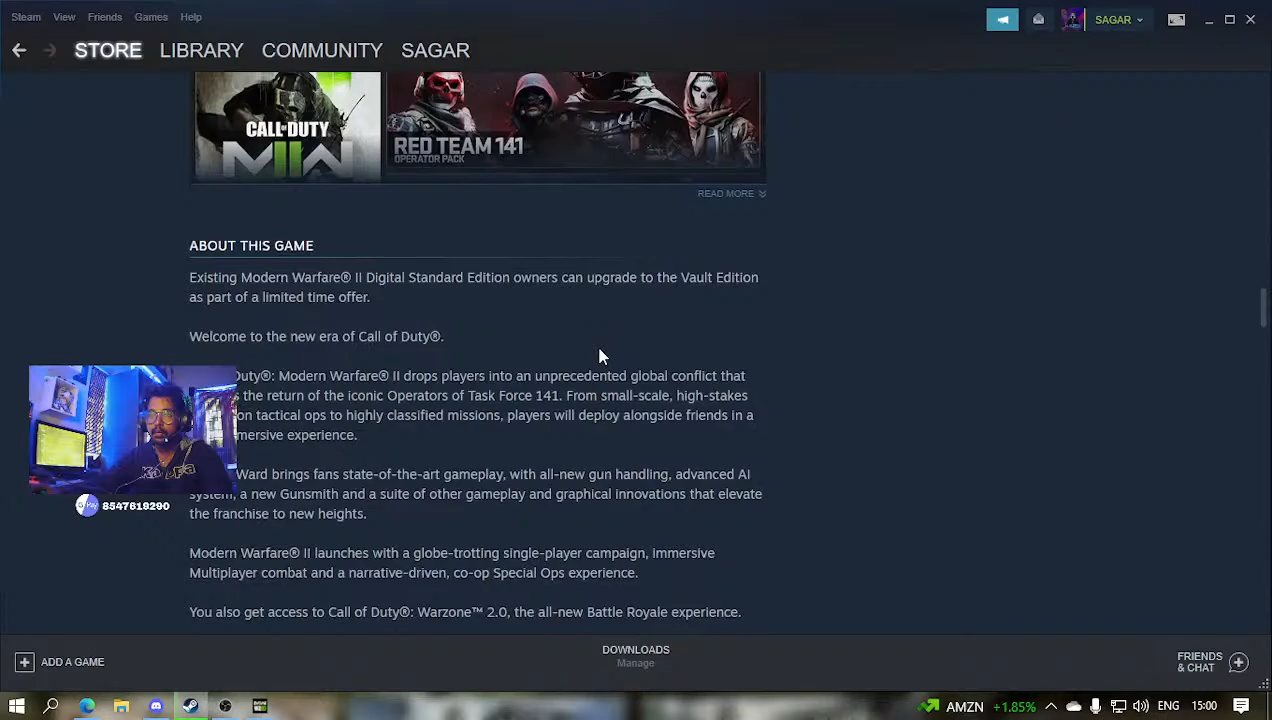 Steam View Friends Games Help
SAGAR
STORE LIBRARY COMMUNITY SAGAR
CALL OF DUTY
MWII
RED TEAM 141
OPERATOR PACK
READ MORE
ABOUT THIS GAME
Existing Modern Warfare® II Digital Standard Edition owners can upgrade to the Vault Edition
as part of a limited time offer.
Welcome to the new era of Call of Duty®.
Duty®: Modern Warfare® II drops players into an unprecedented global conflict that
the return of the iconic Operators of Task Force 141. From small-scale, high-stakes
tactical ops to highly classified missions, players will deploy alongside friends in a
experience.
Ward brings fans state-of-the-art gameplay, with all-new gun handling, advanced AI
system, a new Gunsmith and a suite of other gameplay and graphical innovations that elevate
the franchise to new heights.
Pay 8547619290
Modern Warfare® II launches with a globe-trotting single-player campaign, immersive
Multiplayer combat and a narrative-driven, co-op Special Ops experience.
You also get access to Call of Duty®: Warzone™ 2.0, the all-new Battle Royale experience.
ADD A GAME
DOWNLOADS
Manage
FRIENDS
& CHAT
AMZN +1.85% ENG 15:00